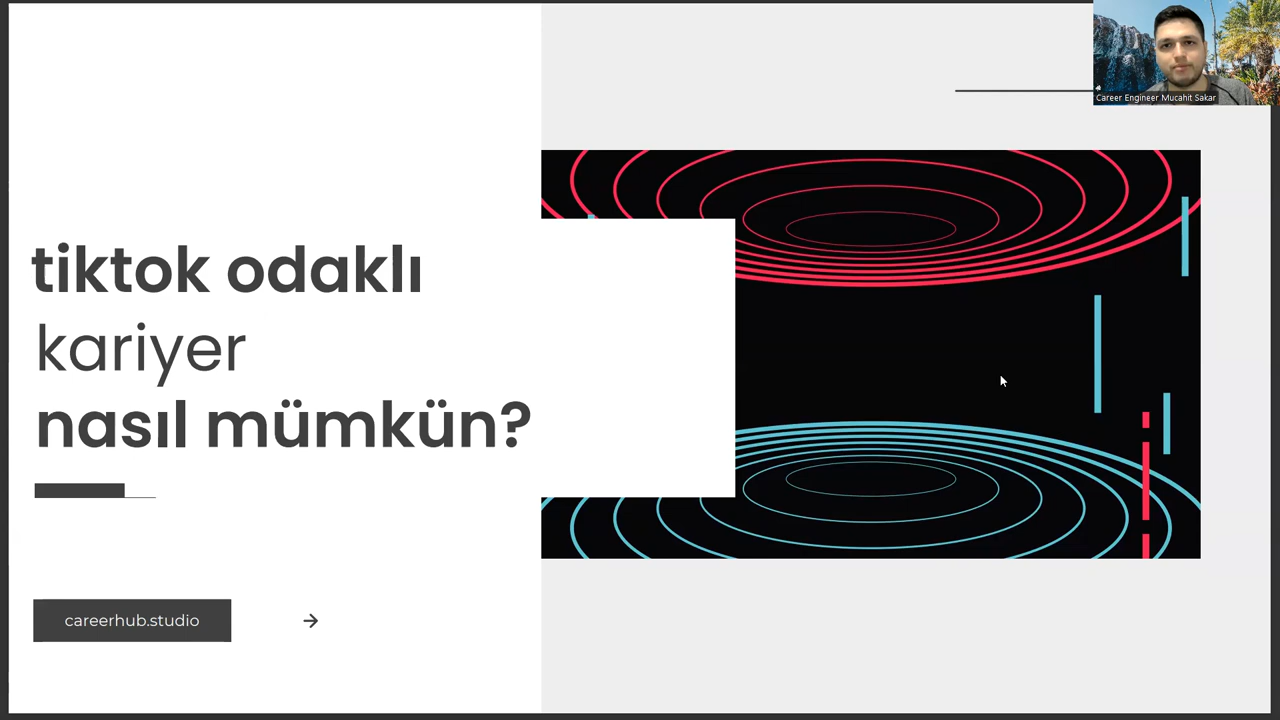 Career Engineer Mucahit Sakar
tiktok odaklı
kariyer
nasıl mümkün?
careerhub.studio